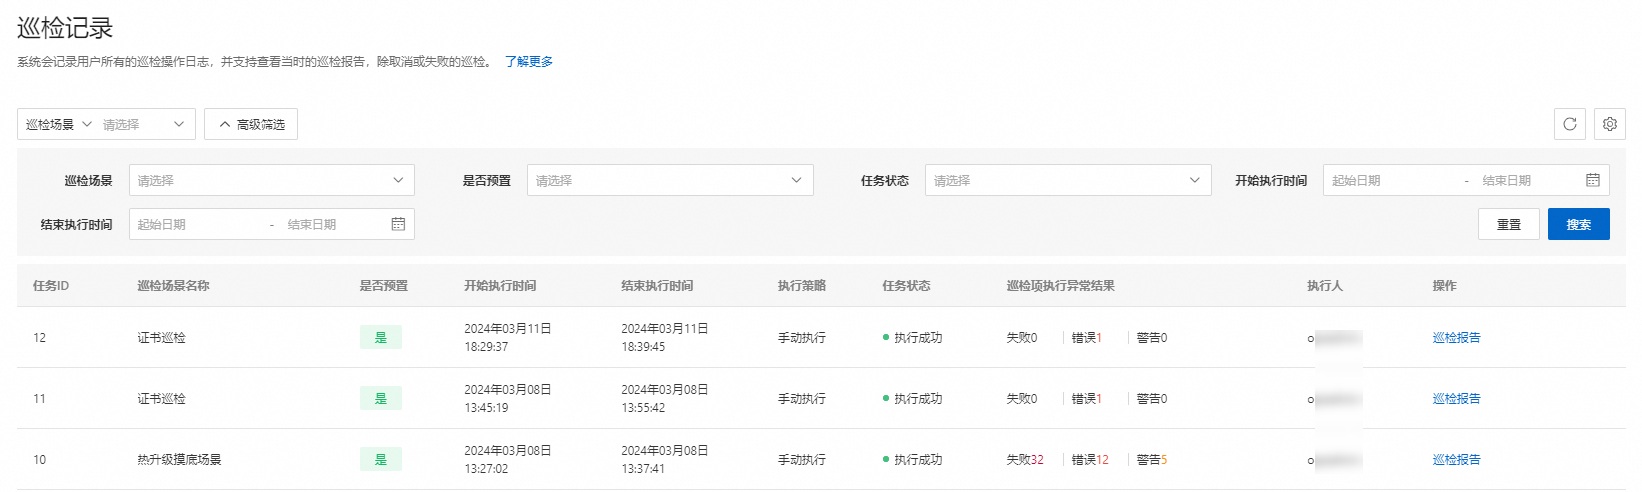 巡检记录
系统会记录用户所有的巡检操作日志，并支持查看当时的巡检报告，除取消或失败的巡检。 了解更多
巡检场景 请选择 高级筛选
巡检场景 请选择 是否预置 请选择 任务状态 请选择 开始执行时间 起始日期 - 结束日期
结束执行时间 起始日期 - 结束日期 重置 搜索
任务ID 巡检场景名称 是否预置 开始执行时间 结束执行时间 执行策略 任务状态 巡检项执行异常结果 执行人 操作
12 证书巡检 是 2024年03月11日 18:29:37 2024年03月11日 18:39:45 手动执行 执行成功 失败0 错误1 警告0 o 巡检报告
11 证书巡检 是 2024年03月08日 13:45:19 2024年03月08日 13:55:42 手动执行 执行成功 失败0 错误1 警告0 o 巡检报告
10 热升级摸底场景 是 2024年03月08日 13:27:02 2024年03月08日 13:37:41 手动执行 执行成功 失败32 错误12 警告5 o 巡检报告